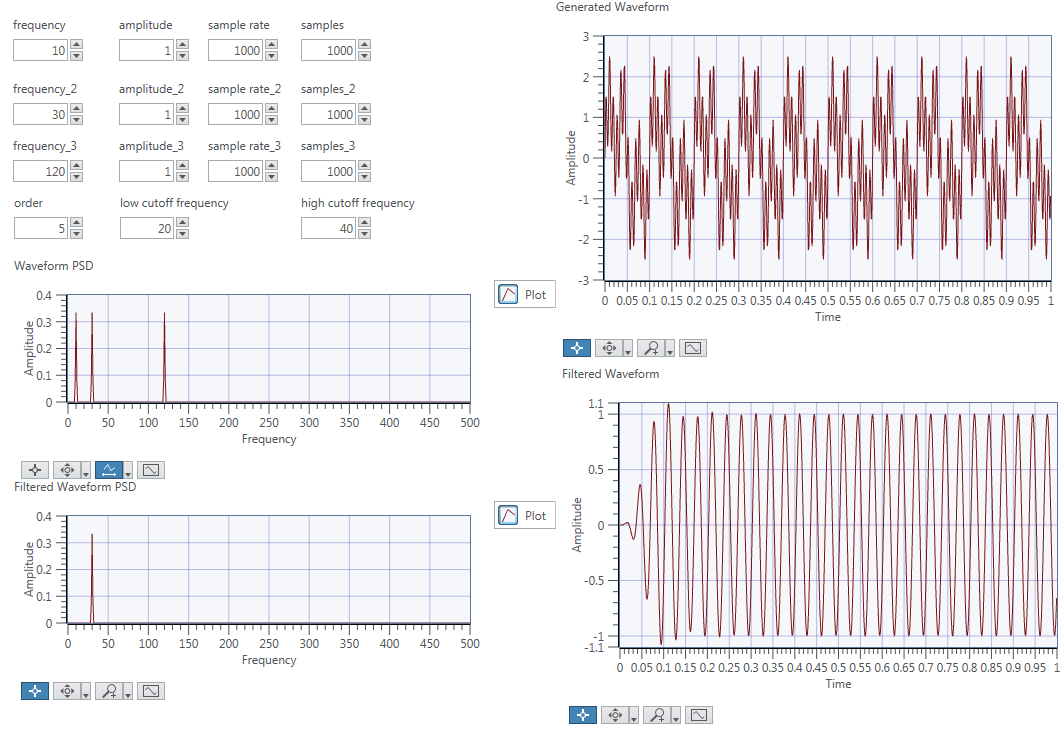 frequency amplitude sample rate samples
10 1 1000 1000
frequency_2 amplitude_2 sample rate_2 samples_2
30 1 1000 1000
frequency_3 amplitude_3 sample rate_3 samples_3
120 1 1000 1000
order low cutoff frequency high cutoff frequency
5 20 40
Waveform PSD
Plot
Amplitude
0.4
0.3
0.2
0.1
0
0 50 100 150 200 250 300 350 400 450 500
Frequency
Filtered Waveform PSD
Plot
Amplitude
0.4
0.3
0.2
0.1
0
0 50 100 150 200 250 300 350 400 450 500
Frequency
Generated Waveform
Amplitude
3
2
1
0
-1
-2
-3
0 0.05 0.1 0.15 0.2 0.25 0.3 0.35 0.4 0.45 0.5 0.55 0.6 0.65 0.7 0.75 0.8 0.85 0.9 0.95 1
Time
Filtered Waveform
Amplitude
1.1
1
0.5
0
-0.5
-1
-1.1
0 0.05 0.1 0.15 0.2 0.25 0.3 0.35 0.4 0.45 0.5 0.55 0.6 0.65 0.7 0.75 0.8 0.85 0.9 0.95 1
Time